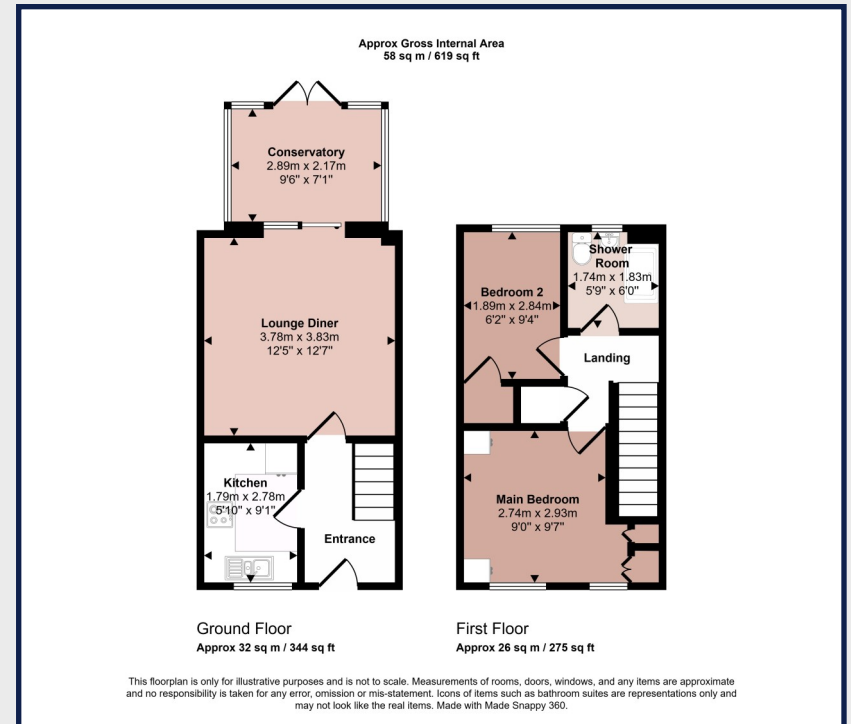 Approx Gross Internal Area
58 sq m / 619 sq ft
Conservatory
2.89m x 2.17m
9'6" x 7'1"
Lounge Diner
3.78m x 3.83m
12'5" x 12'7"
Kitchen
1.79m x 2.78m
5'10" x 9'1"
Entrance
Ground Floor
Approx 32 sq m / 344 sq ft
Bedroom 2
1.89m x 2.84m
6'2" x 9'4"
Shower
Room
1.74m x 1.83m
5'9" x 6'0"
Landing
Main Bedroom
2.74m x 2.93m
9'0" x 9'7"
First Floor
Approx 26 sq m / 275 sq ft
This floorplan is only for illustrative purposes and is not to scale. Measurements of rooms, doors, windows, and any items are approximate
and no responsibility is taken for any error, omission or mis-statement. Icons of items such as bathroom suites are representations only and
may not look like the real items. Made with Made Snappy 360.